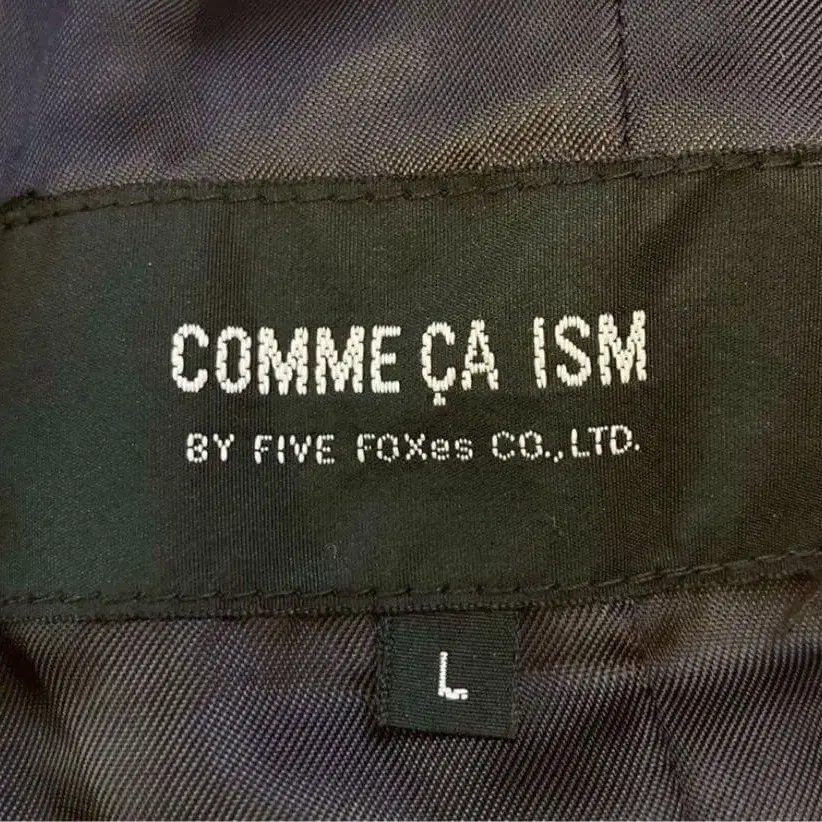 COMME ÇA ISM
BY FIVE FOXes CO.,LTD.
L